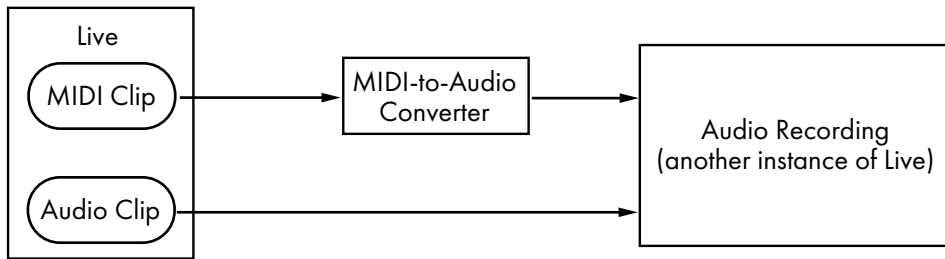 Live
MIDI Clip
MIDI-to-Audio
Converter
Audio Recording
(another instance of Live)
Audio Clip